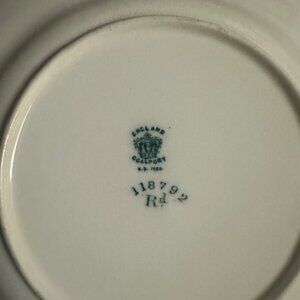 ENGLAND
COALPORT
A.D. 1750
118792
Rd